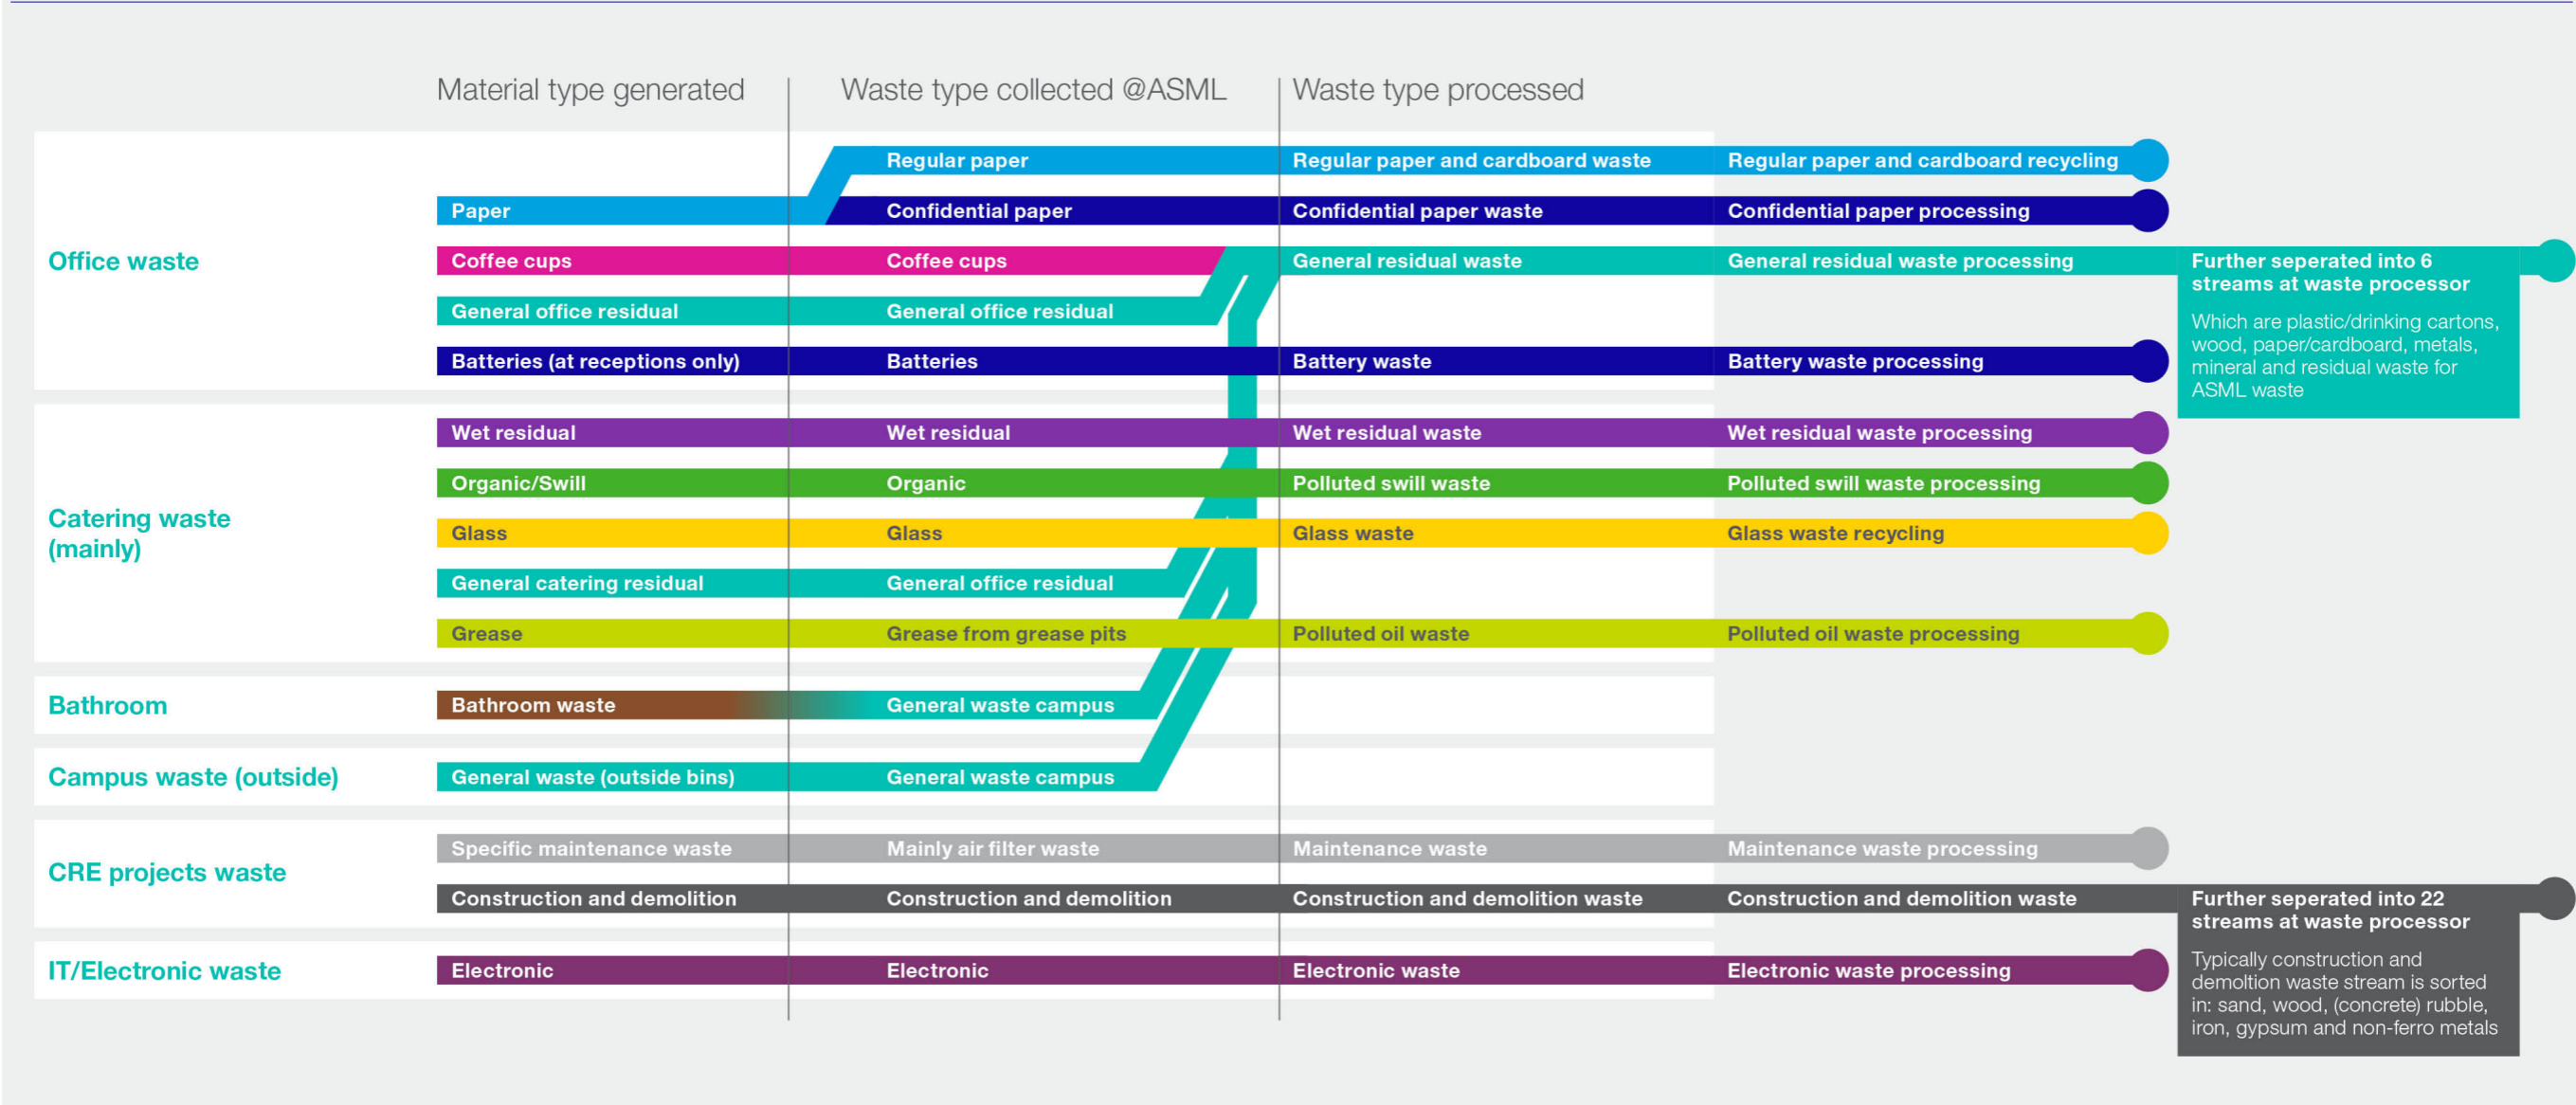 Material type generated
Waste type collected @ASML
Waste type processed
Office waste
Regular paper
Regular paper and cardboard waste
Regular paper and cardboard recycling
Paper
Confidential paper
Confidential paper waste
Confidential paper processing
Coffee cups
Coffee cups
General residual waste
General residual waste processing
Further seperated into 6
streams at waste processor
Which are plastic/drinking cartons,
wood, paper/cardboard, metals,
mineral and residual waste for
ASML waste
General office residual
General office residual
Batteries (at receptions only)
Batteries
Battery waste
Battery waste processing
Catering waste
(mainly)
Wet residual
Wet residual
Wet residual waste
Wet residual waste processing
Organic/Swill
Organic
Polluted swill waste
Polluted swill waste processing
Glass
Glass
Glass waste
Glass waste recycling
General catering residual
General office residual
Grease
Grease from grease pits
Polluted oil waste
Polluted oil waste processing
Bathroom
Bathroom waste
General waste campus
Campus waste (outside)
General waste (outside bins)
General waste campus
CRE projects waste
Specific maintenance waste
Mainly air filter waste
Maintenance waste
Maintenance waste processing
Construction and demolition
Construction and demolition
Construction and demolition waste
Construction and demolition waste
Further seperated into 22
streams at waste processor
Typically construction and
demoltion waste stream is sorted
in: sand, wood, (concrete) rubble,
iron, gypsum and non-ferro metals
IT/Electronic waste
Electronic
Electronic
Electronic waste
Electronic waste processing